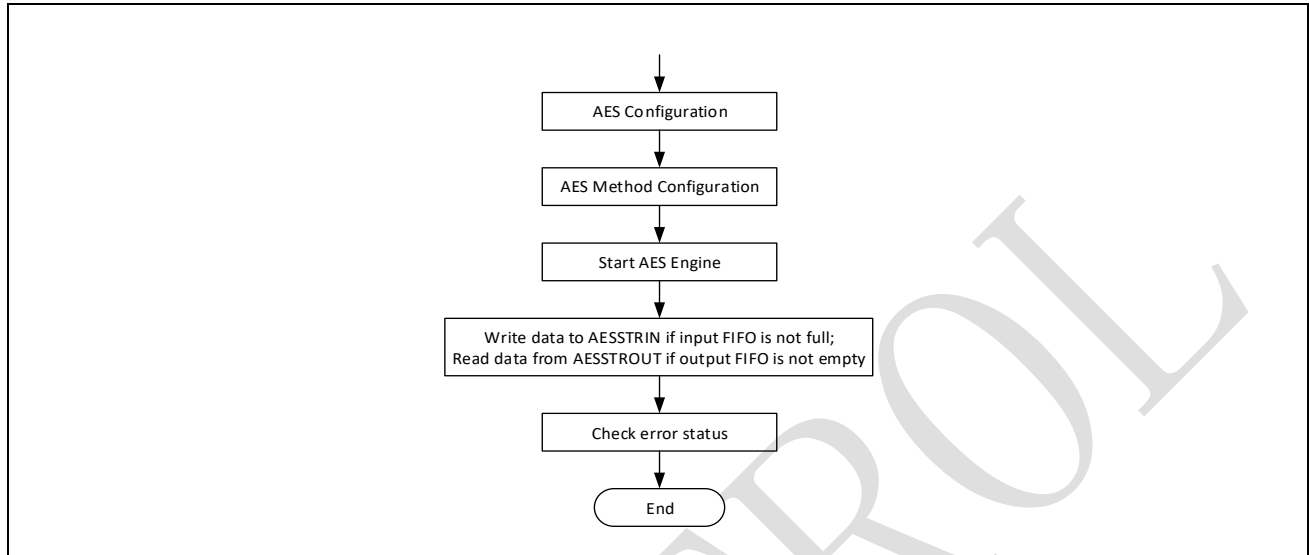 AES Configuration
AES Method Configuration
Start AES Engine
Write data to AESSTRIN if input FIFO is not full;
Read data from AESSTROUT if output FIFO is not empty
Check error status
End
TROL